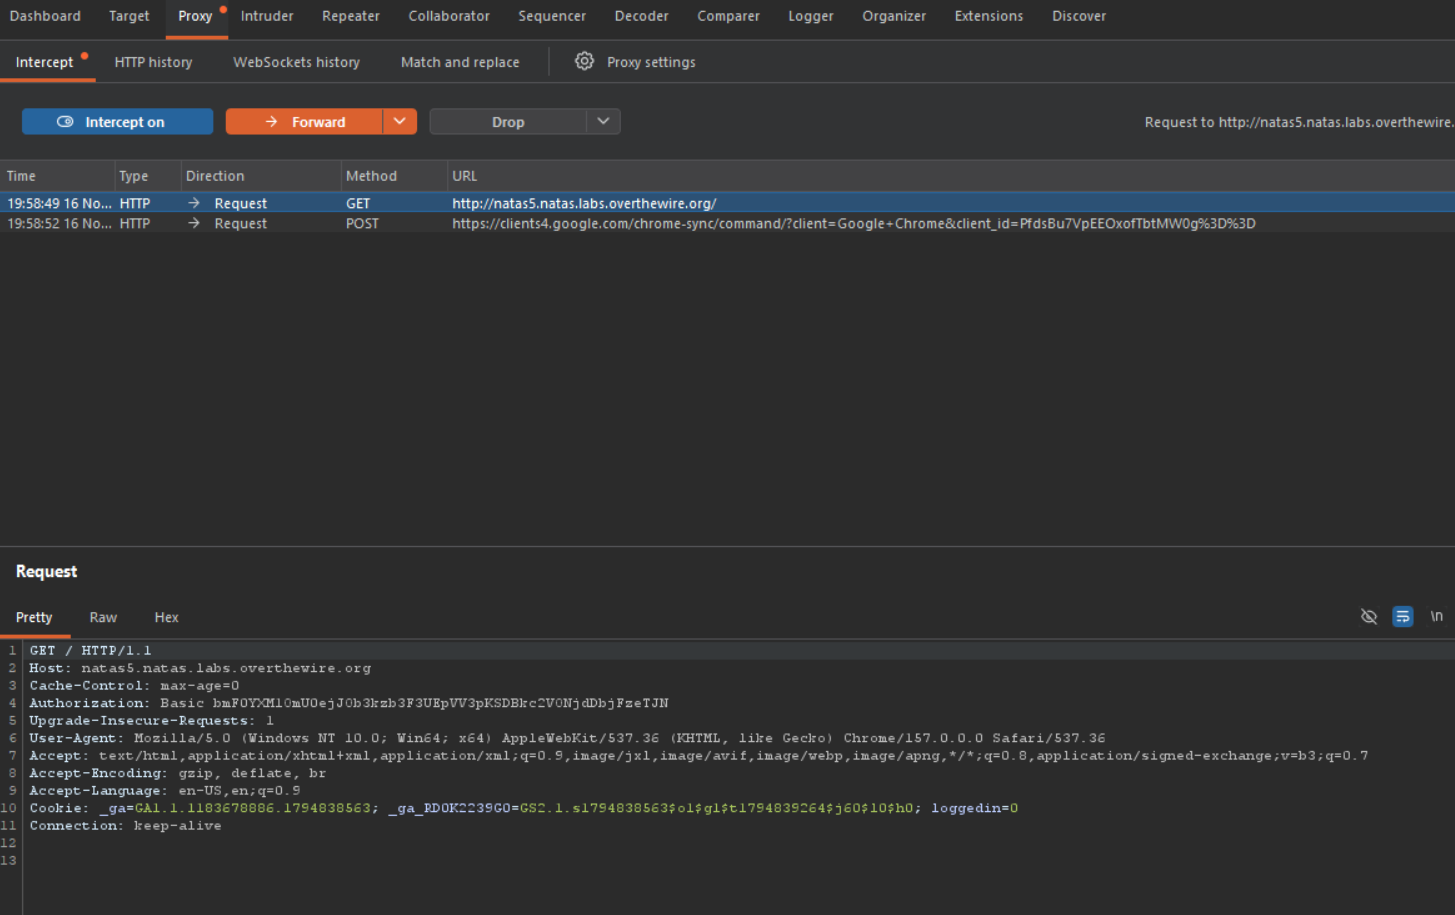 Dashboard Target Proxy Intruder Repeater Collaborator Sequencer Decoder Comparer Logger Organizer Extensions Discover
Intercept HTTP history WebSockets history Match and replace Proxy settings
Intercept on Forward Drop Request to http://natas5.natas.labs.overthewire.
Time Type Direction Method URL
19:58:49 16 No... HTTP → Request GET http://natas5.natas.labs.overthewire.org/
19:58:52 16 No... HTTP → Request POST https://clients4.google.com/chrome-sync/command/?client=Google+Chrome&client_id=PfdsBu7VpEEOxofTbtMW0g%3D%3D
Request
Pretty Raw Hex \n
1 GET / HTTP/1.1
2 Host: natas5.natas.labs.overthewire.org
3 Cache-Control: max-age=0
4 Authorization: Basic
5 Upgrade-Insecure-Requests: 1
6 User-Agent: Mozilla/5.0 (Windows NT 10.0; Win64; x64) AppleWebKit/537.36 (KHTML, like Gecko) Chrome/157.0.0.0 Safari/537.36
7 Accept: text/html,application/xhtml+xml,application/xml;q=0.9,image/jxl,image/avif,image/webp,image/apng,*/*;q=0.8,application/signed-exchange;v=b3;q=0.7
8 Accept-Encoding: gzip, deflate, br
9 Accept-Language: en-US,en;q=0.9
10 Cookie: _ga=GA1.1.1183678886.1794838563; _ga_RD0K2239G0=GS2.1.s1794838563$o1$g1$t1794839264$j60$l0$h0; loggedin=0
11 Connection: keep-alive
12
13